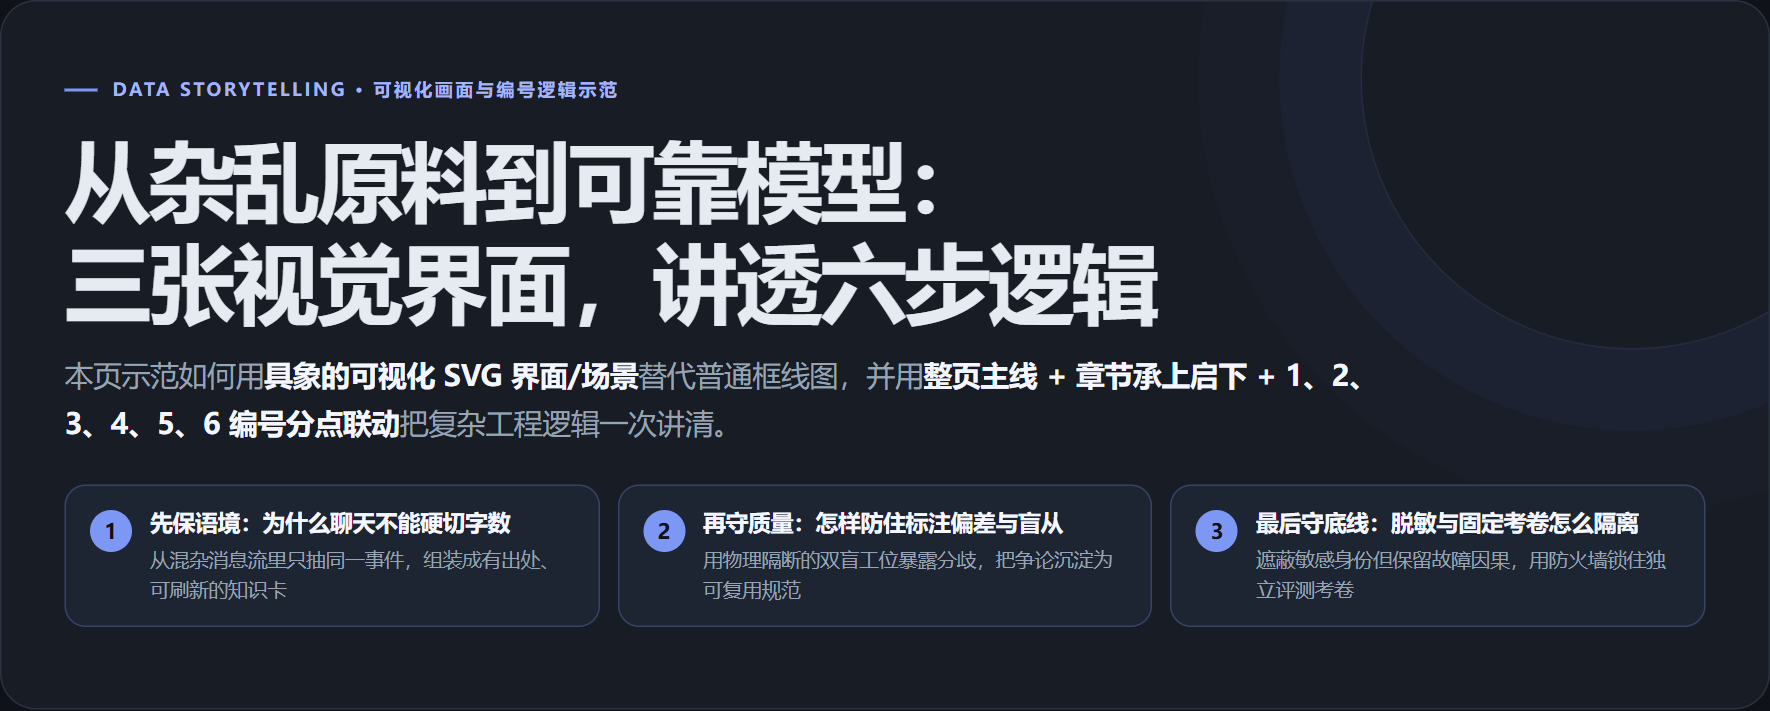 DATA STORYTELLING • 可视化画面与编号逻辑示范
从杂乱原料到可靠模型：
三张视觉界面，讲透六步逻辑
本页示范如何用具象的可视化 SVG 界面/场景替代普通框线图，并用整页主线 + 章节承上启下 + 1、2、
3、4、5、6 编号分点联动把复杂工程逻辑一次讲清。
1 先保语境：为什么聊天不能硬切字数
从混杂消息流里只抽同一事件，组装成有出处、
可刷新的知识卡
2 再守质量：怎样防住标注偏差与盲从
用物理隔断的双盲工位暴露分歧，把争论沉淀为
可复用规范
3 最后守底线：脱敏与固定考卷怎么隔离
遮蔽敏感身份但保留故障因果，用防火墙锁住独
立评测考卷